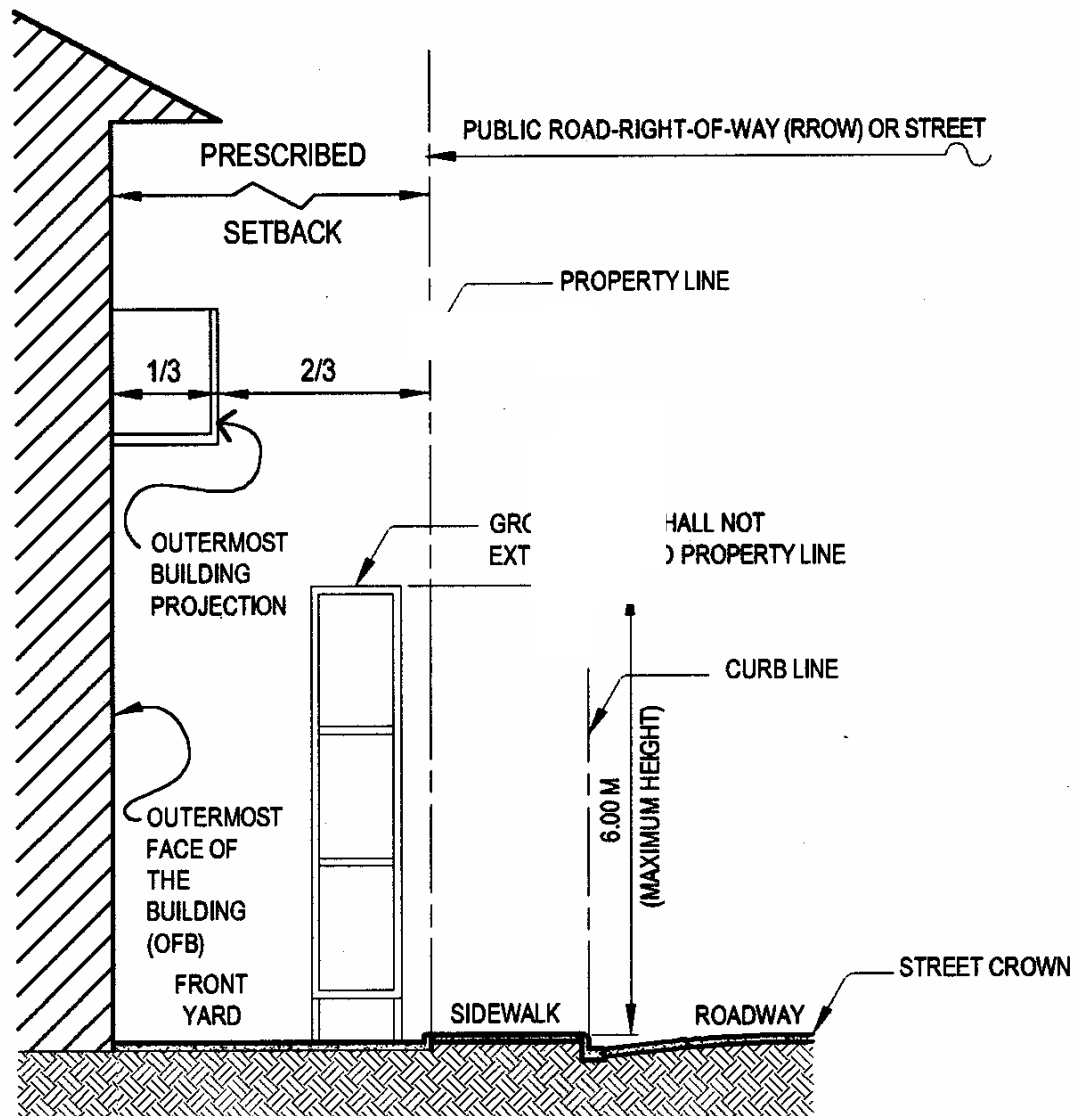 PUBLIC ROAD-RIGHT-OF-WAY (RROW) OR STREET
PRESCRIBED
SETBACK
PROPERTY LINE
1/3
2/3
HALL NOT
PROPERTY LINE
OUTERMOST
BUILDING
PROJECTION
CURB LINE
6.00 M
(MAXIMUM HEIGHT)
OUTERMOST
FACE OF
THE
BUILDING
(OFB)
FRONT
YARD
SIDEWALK
ROADWAY
STREET CROWN